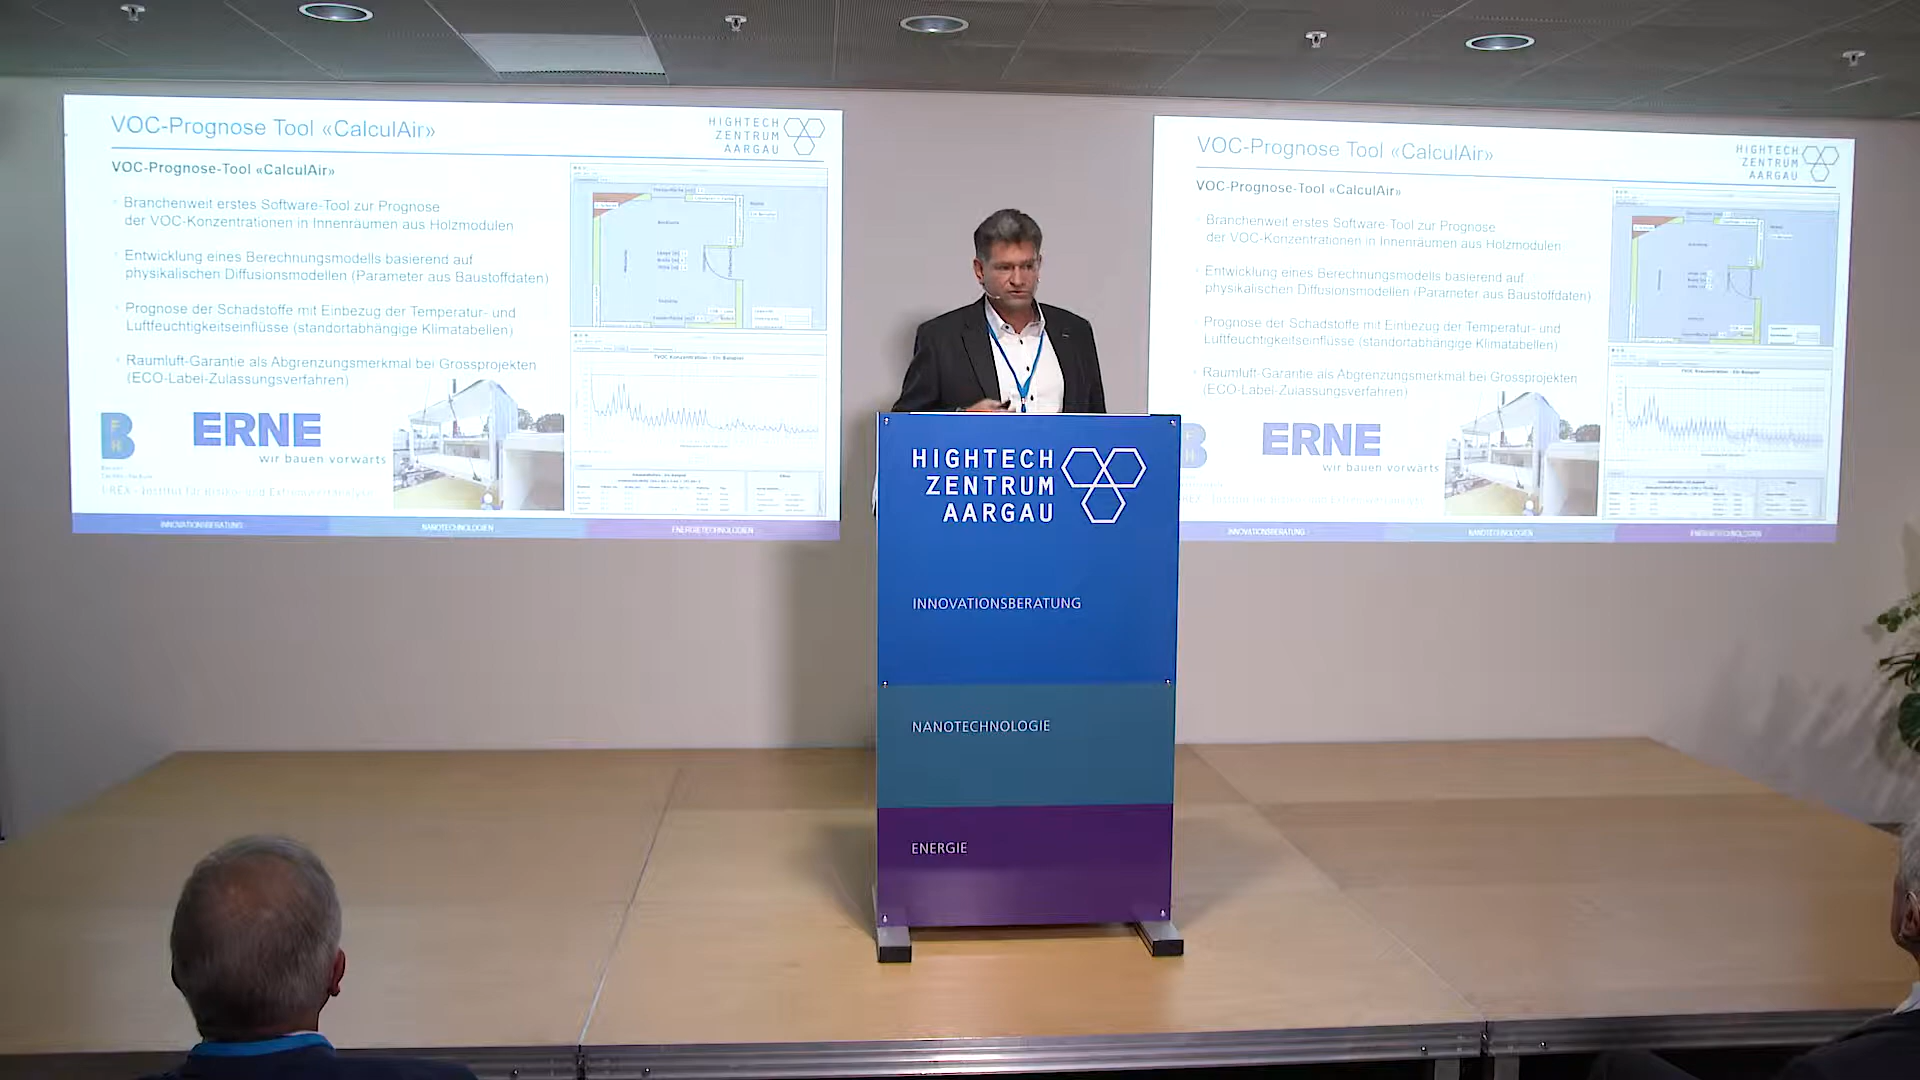 VOC-Prognose Tool «CalculAir»
HIGHTECH
ZENTRUM
AARGAU
VOC-Prognose-Tool «CalculAir»
Branchenweit erstes Software-Tool zur Prognose
der VOC-Konzentrationen in Innenräumen aus Holzmodulen
Entwicklung eines Berechnungsmodells basierend auf
physikalischen Diffusionsmodellen (Parameter aus Baustoffdaten)
Prognose der Schadstoffe mit Einbezug der Temperatur- und
Luftfeuchtigkeitseinflüsse (standortabhängige Klimatabellen)
Raumluft-Garantie als Abgrenzungsmerkmal bei Grossprojekten
(ECO-Label-Zulassungsverfahren)
B
F
H
ERNE
wir bauen vorwärts
INNOVATIONSBERATUNG
NANOTECHNOLOGIEN
ENERGIETECHNOLOGIEN
HIGHTECH
ZENTRUM
AARGAU
INNOVATIONSBERATUNG
NANOTECHNOLOGIE
ENERGIE
VOC-Prognose Tool «CalculAir»
HIGHTECH
ZENTRUM
AARGAU
VOC-Prognose-Tool «CalculAir»
Branchenweit erstes Software-Tool zur Prognose
der VOC-Konzentrationen in Innenräumen aus Holzmodulen
Entwicklung eines Berechnungsmodells basierend auf
physikalischen Diffusionsmodellen (Parameter aus Baustoffdaten)
Prognose der Schadstoffe mit Einbezug der Temperatur- und
Luftfeuchtigkeitseinflüsse (standortabhängige Klimatabellen)
Raumluft-Garantie als Abgrenzungsmerkmal bei Grossprojekten
(ECO-Label-Zulassungsverfahren)
ERNE
wir bauen vorwärts
INNOVATIONSBERATUNG
NANOTECHNOLOGIEN
ENERGIETECHNOLOGIEN